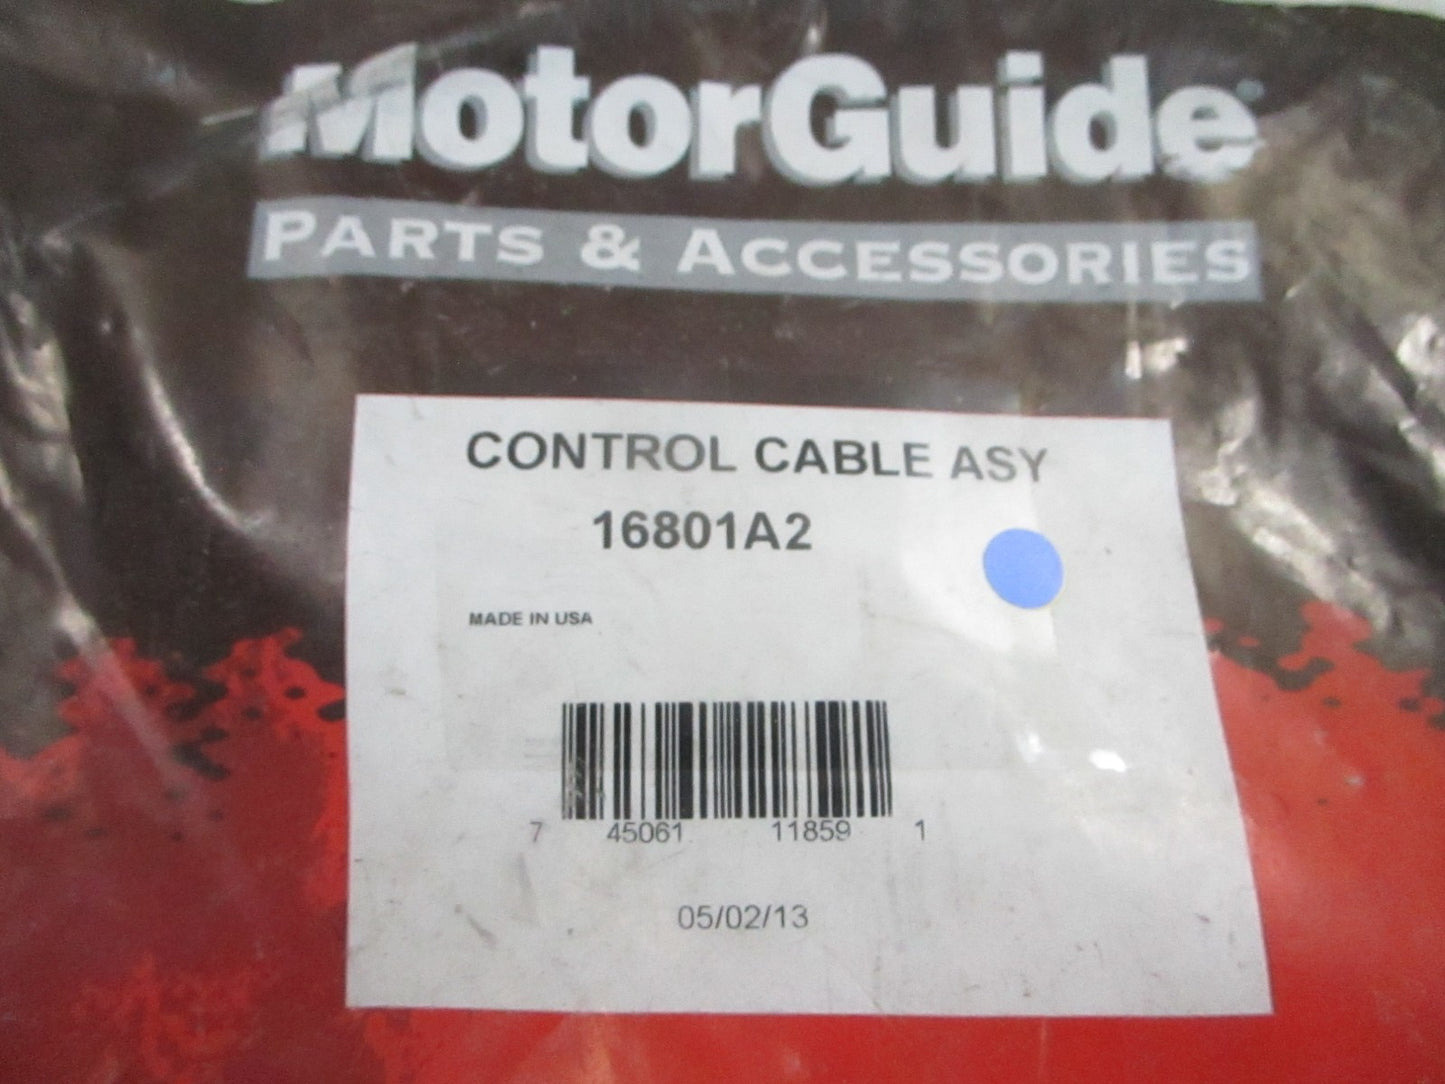 MotorGuide
PARTS & ACCESSORIES
CONTROL CABLE ASY
16801A2
MADE IN USA
7 45061 11859 1
05/02/13